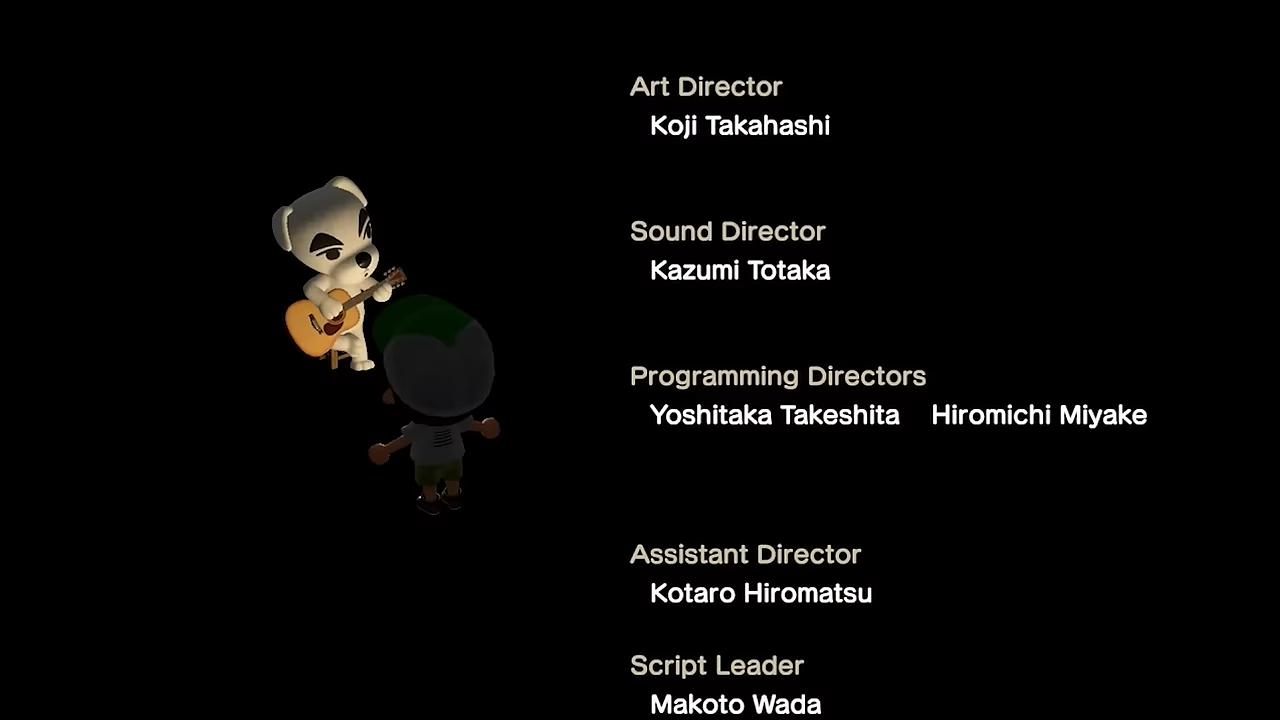 Art Director
Koji Takahashi
Sound Director
Kazumi Totaka
Programming Directors
Yoshitaka Takeshita Hiromichi Miyake
Assistant Director
Kotaro Hiromatsu
Script Leader
Makoto Wada